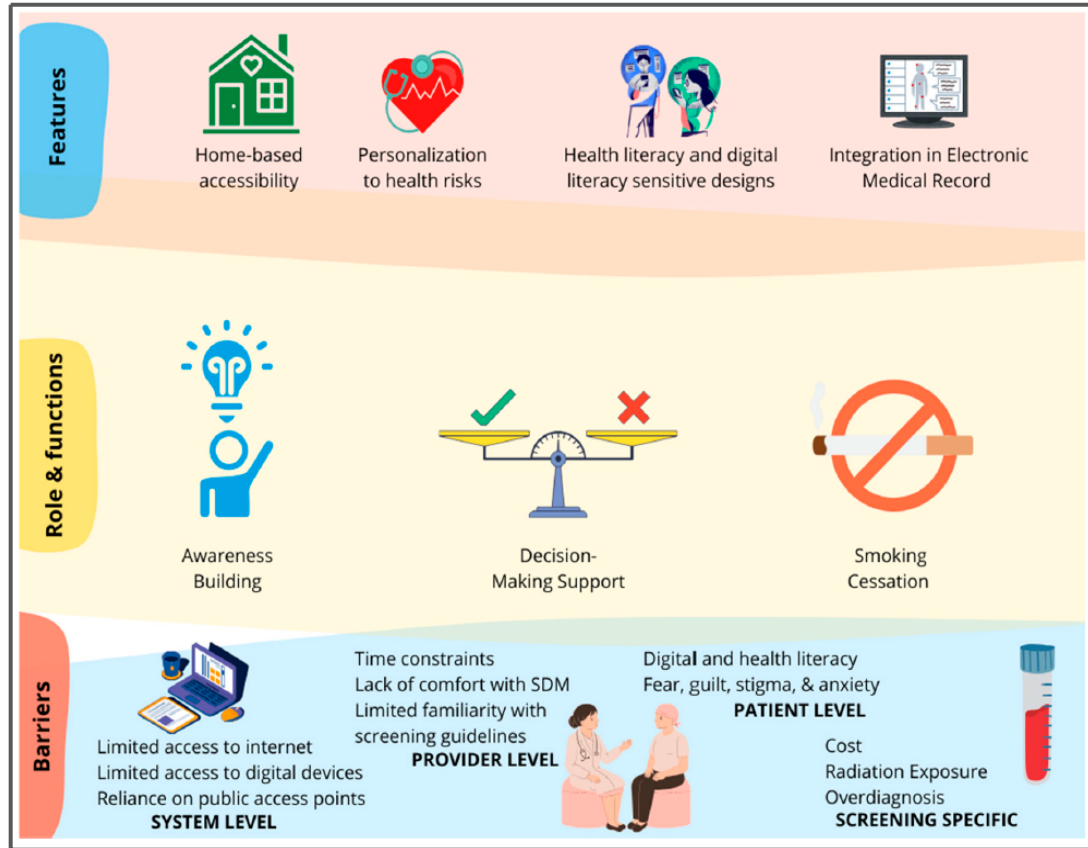 Features
Home-based
accessibility
Personalization
to health risks
Health literacy and digital
literacy sensitive designs
Integration in Electronic
Medical Record
Role & functions
Awareness
Building
Decision-
Making Support
Smoking
Cessation
Barriers
Limited access to internet
Limited access to digital devices
Reliance on public access points
SYSTEM LEVEL
Time constraints
Lack of comfort with SDM
Limited familiarity with
screening guidelines
PROVIDER LEVEL
Digital and health literacy
Fear, guilt, stigma, & anxiety
PATIENT LEVEL
Cost
Radiation Exposure
Overdiagnosis
SCREENING SPECIFIC